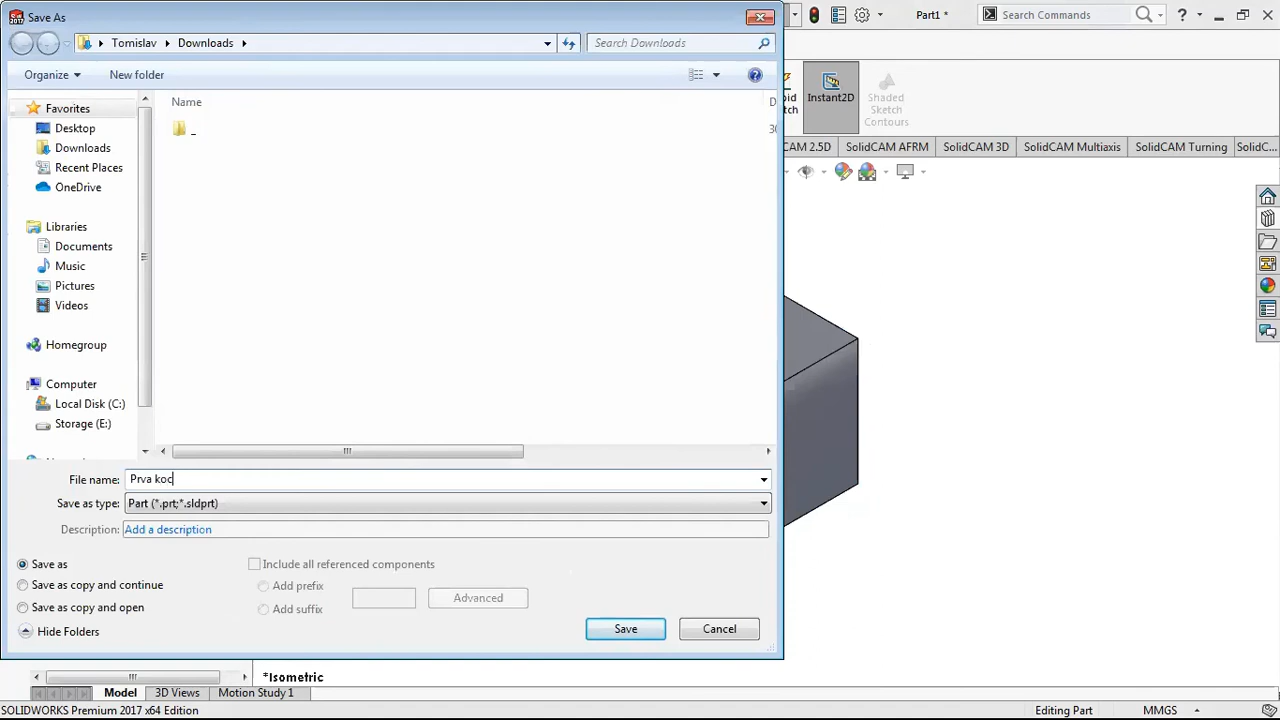 Save As
Part1 *
Search Commands
?
Tomislav
Downloads
Search Downloads
Organize
New folder
Instant2D
Shaded
Sketch
Contours
Name
D
Favorites
Desktop
_
Downloads
CAM 2.5D
SolidCAM AFRM
SolidCAM 3D
SolidCAM Multiaxis
SolidCAM Turning
SolidC...
Recent Places
OneDrive
Libraries
Documents
Music
Pictures
Videos
Homegroup
Computer
Local Disk (C:)
Storage (E:)
File name:
Prva koc
Save as type:
Part (*.prt;*.sldprt)
Description:
Add a description
Save as
Include all referenced components
Save as copy and continue
Add prefix
Advanced
Save as copy and open
Add suffix
Hide Folders
Save
Cancel
*Isometric
Model
3D Views
Motion Study 1
SOLIDWORKS Premium 2017 x64 Edition
Editing Part
MMGS